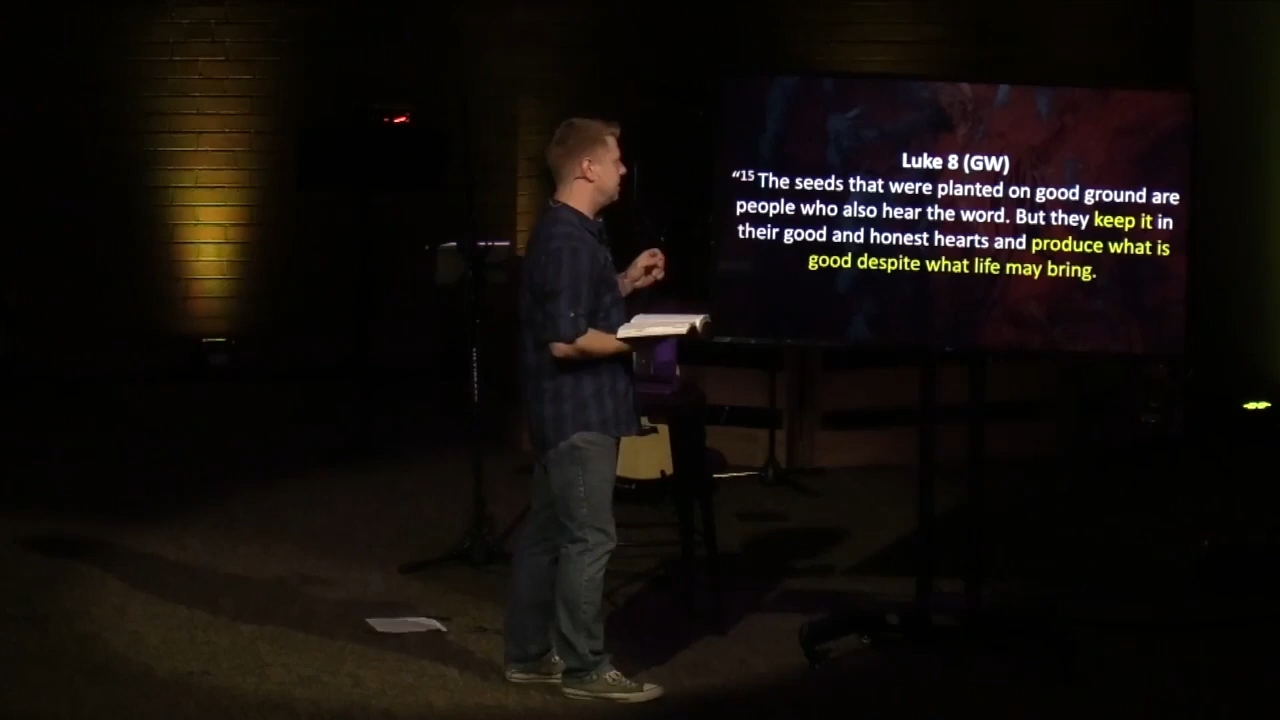 Luke 8 (GW)
“15 The seeds that were planted on good ground are
people who also hear the word. But they keep it in
their good and honest hearts and produce what is
good despite what life may bring.